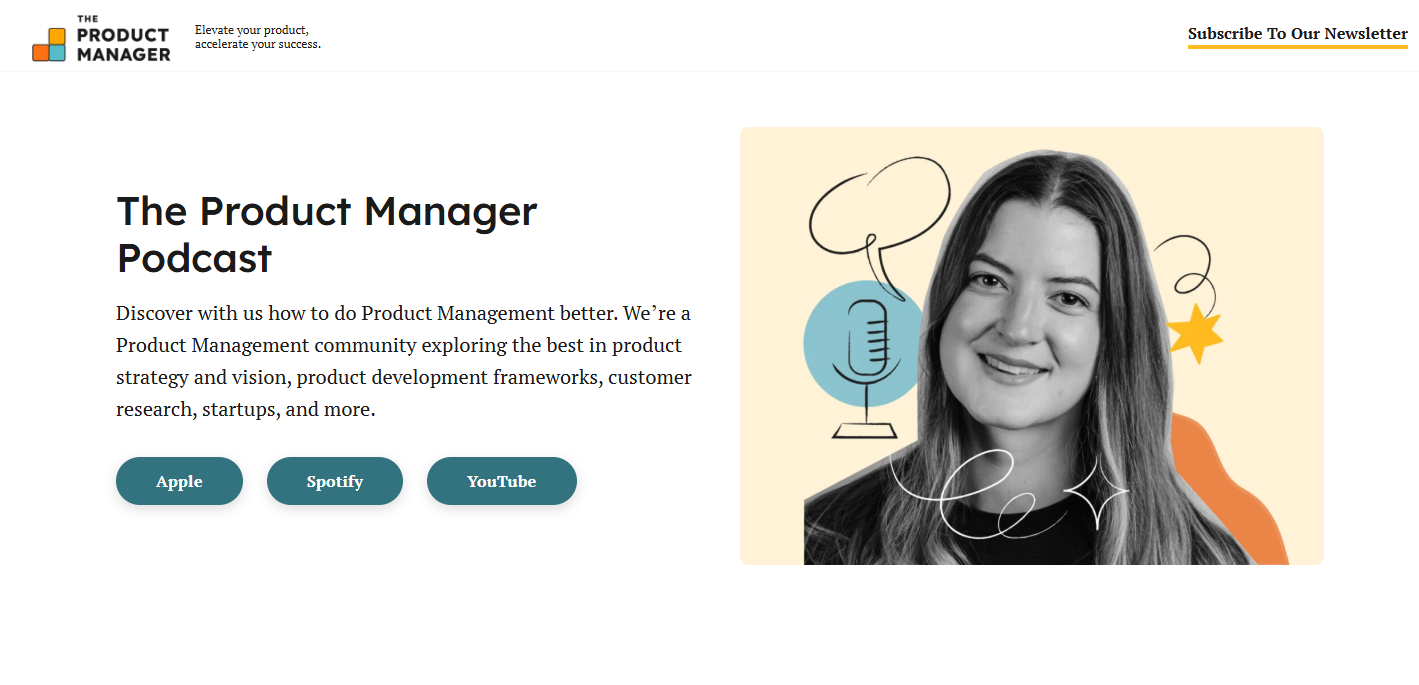 THE
PRODUCT
MANAGER
Elevate your product,
accelerate your success.
Subscribe To Our Newsletter
The Product Manager
Podcast
Discover with us how to do Product Management better. We’re a
Product Management community exploring the best in product
strategy and vision, product development frameworks, customer
research, startups, and more.
Apple
Spotify
YouTube